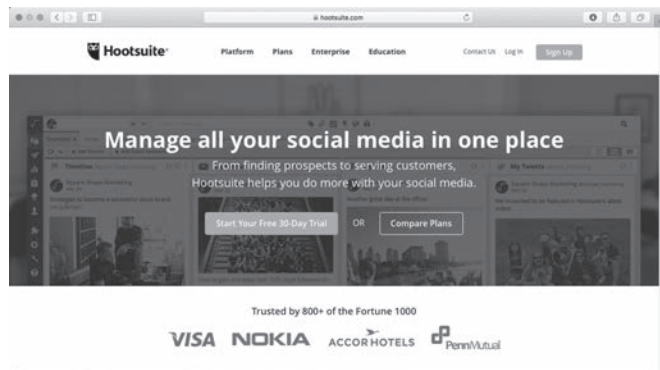 hootsuite.com
Hootsuite®
Platform Plans Enterprise Education Contact Us Log In Sign Up
Manage all your social media in one place
From finding prospects to serving customers,
Hootsuite helps you do more with your social media.
Start Your Free 30-Day Trial OR Compare Plans
Trusted by 800+ of the Fortune 1000
VISA NOKIA ACCORHOTELS PennMutual